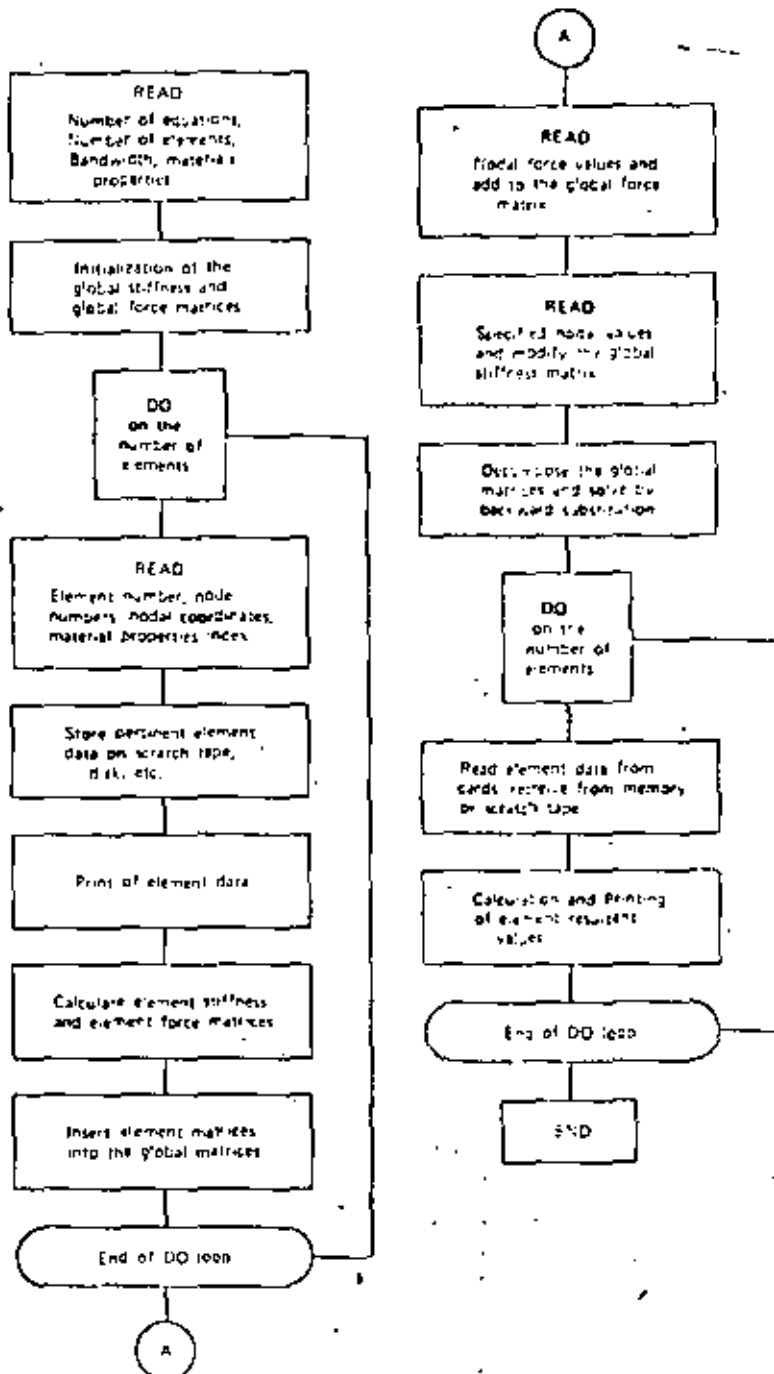 READ
Number of equations,
Number of elements,
Bandwidth, materials
properties
Initialization of the
global stiffness and
global force matrices
DO
on the
number of
elements
READ
Element number, node
numbers, nodal coordinates,
material properties index
Store pertinent element
data on scratch tape,
disk, etc.
Print of element data
Calculate element stiffness
and element force matrices
Insert element matrices
into the global matrices
End of DO loop
A
A
READ
Nodal force values and
add to the global force
matrix
READ
Specified nodal values
and modify the global
stiffness matrix
Decompose the global
matrices and solve by
backward substitution
DO
on the
number of
elements
Read element data from
cards, retrieve from memory
or scratch tape
Calculation and Printing
of element resultant
values
End of DO loop
END